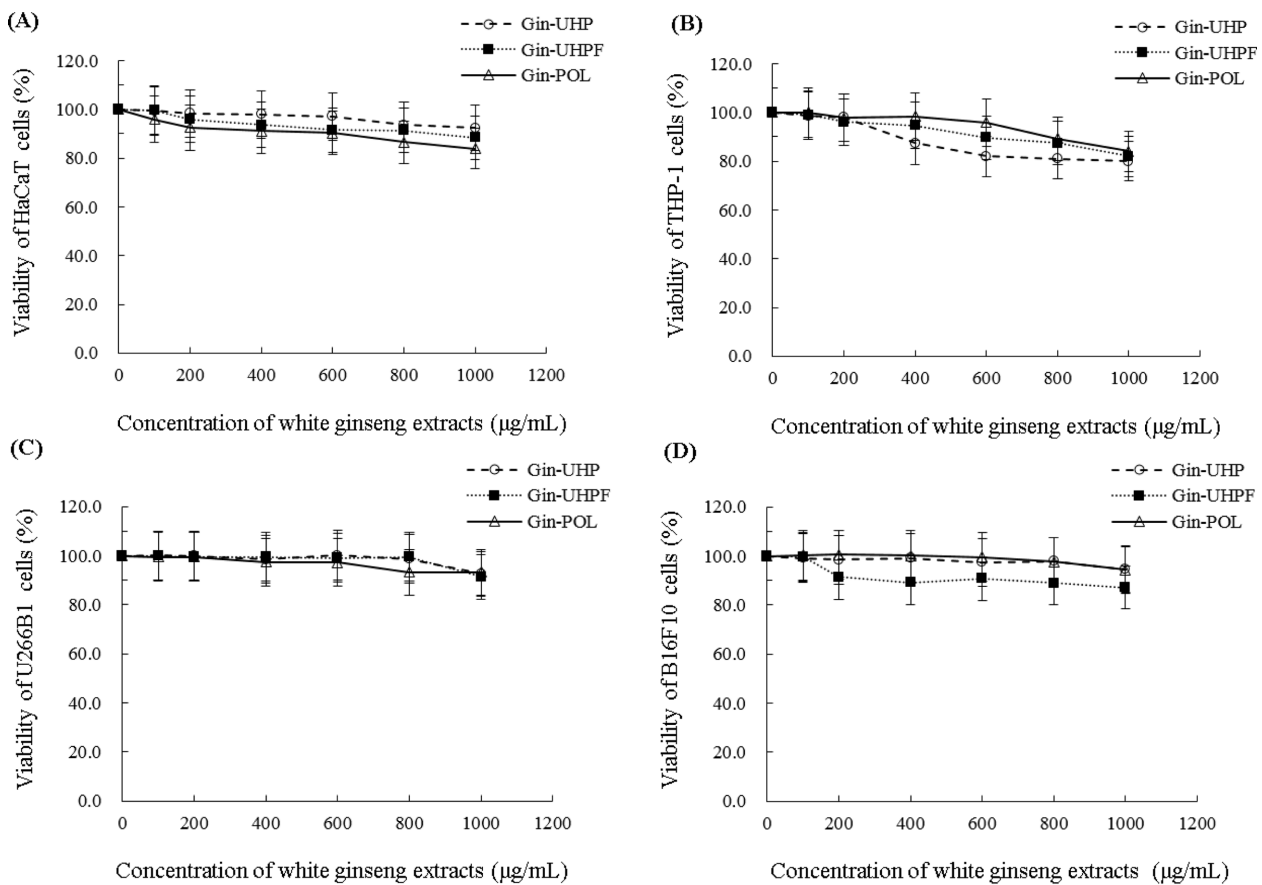 (A)
Gin-UHP
Gin-UHPF
Gin-POL
Viability of HaCaT cells (%)
120.0
100.0
80.0
60.0
40.0
20.0
0.0
0 200 400 600 800 1000 1200
Concentration of white ginseng extracts (μg/mL)
(B)
Gin-UHP
Gin-UHPF
Gin-POL
Viability of THP-1 cells (%)
120.0
100.0
80.0
60.0
40.0
20.0
0.0
0 200 400 600 800 1000 1200
Concentration of white ginseng extracts (μg/mL)
(C)
Gin-UHP
Gin-UHPF
Gin-POL
Viability of U266B1 cells (%)
120.0
100.0
80.0
60.0
40.0
20.0
0.0
0 200 400 600 800 1000 1200
Concentration of white ginseng extracts (μg/mL)
(D)
Gin-UHP
Gin-UHPF
Gin-POL
Viability of B16F10 cells (%)
120.0
100.0
80.0
60.0
40.0
20.0
0.0
0 200 400 600 800 1000 1200
Concentration of white ginseng extracts (μg/mL)